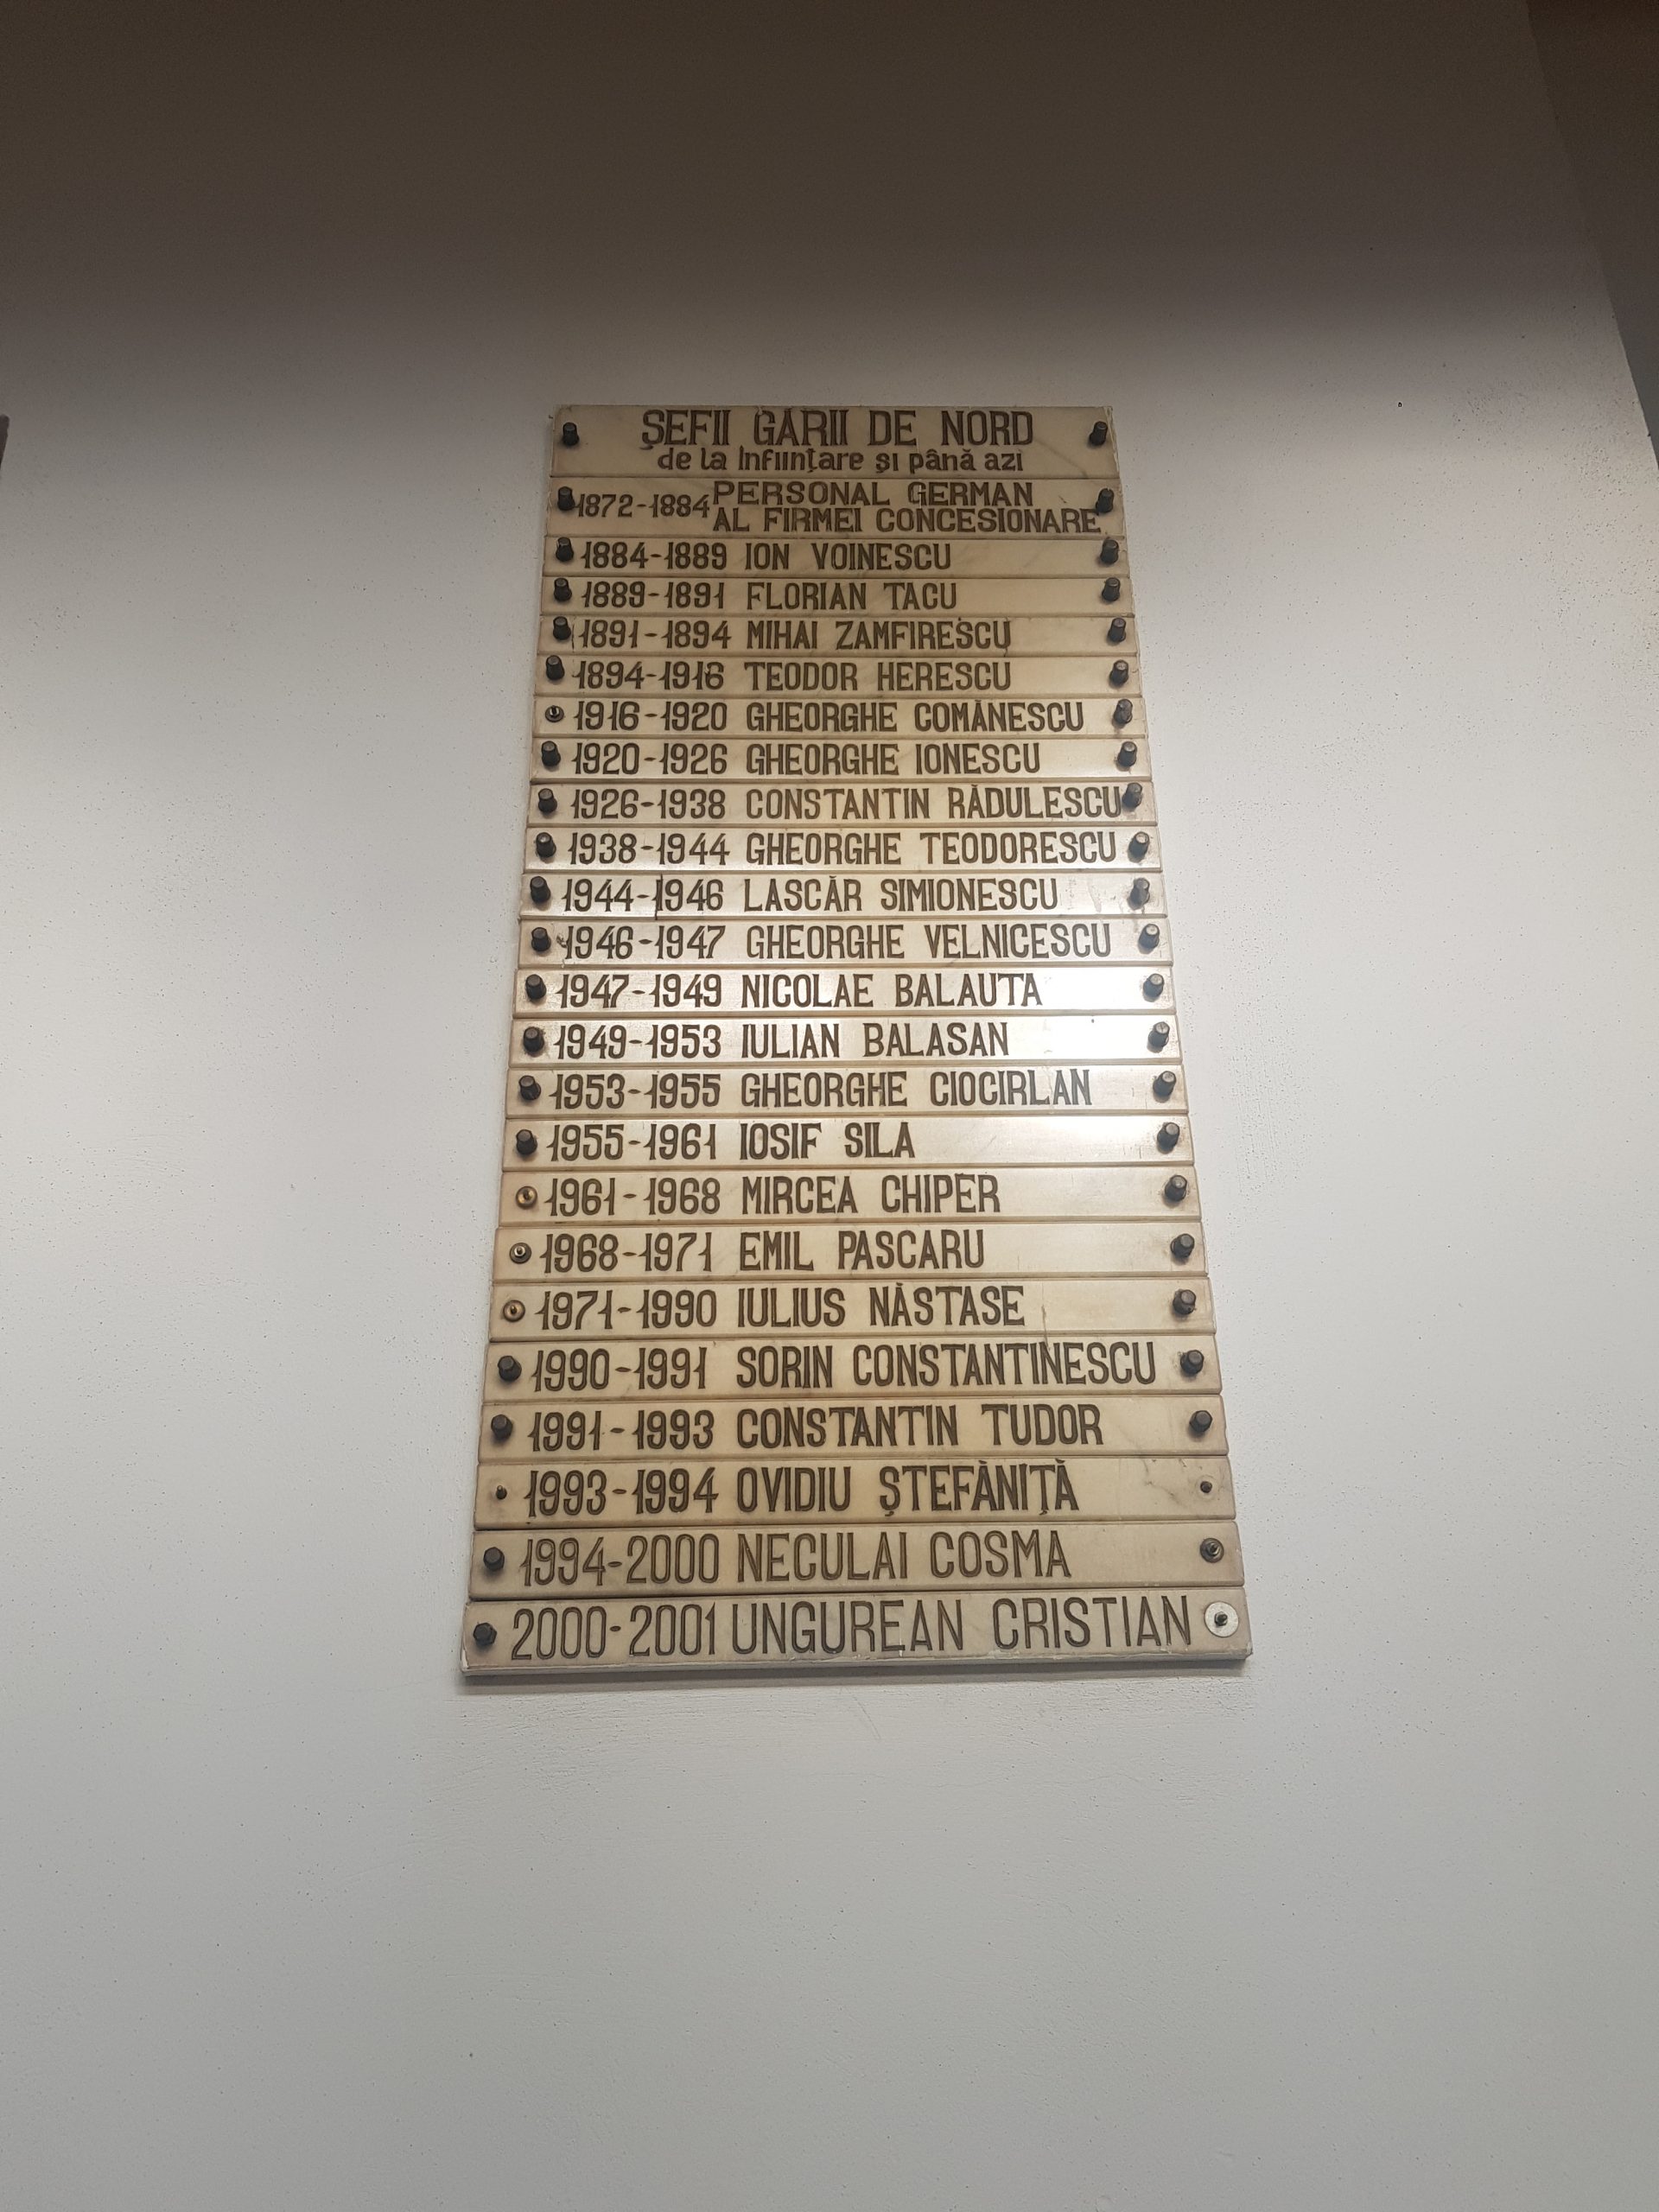 ŞEFII GĂRII DE NORD
de la înfiinţare şi până azi
1872-1884 PERSONAL GERMAN
AL FIRMEI CONCESIONARE
1884-1889 ION VOINESCU
1889-1891 FLORIAN TACU
1891-1894 MIHAI ZAMFIRESCU
1894-1916 TEODOR HERESCU
1916-1920 GHEORGHE COMĂNESCU
1920-1926 GHEORGHE IONESCU
1926-1938 CONSTANTIN RĂDULESCU
1938-1944 GHEORGHE TEODORESCU
1944-1946 LASCĂR SIMIONESCU
1946-1947 GHEORGHE VELNICESCU
1947-1949 NICOLAE BALAUTA
1949-1953 IULIAN BALASAN
1953-1955 GHEORGHE CIOCIRLAN
1955-1961 IOSIF SILA
1961-1968 MIRCEA CHIPER
1968-1971 EMIL PASCARU
1971-1990 IULIUS NĂSTASE
1990-1991 SORIN CONSTANTINESCU
1991-1993 CONSTANTIN TUDOR
1993-1994 OVIDIU ŞTEFĂNIŢĂ
1994-2000 NECULAI COSMA
2000-2001 UNGUREAN CRISTIAN